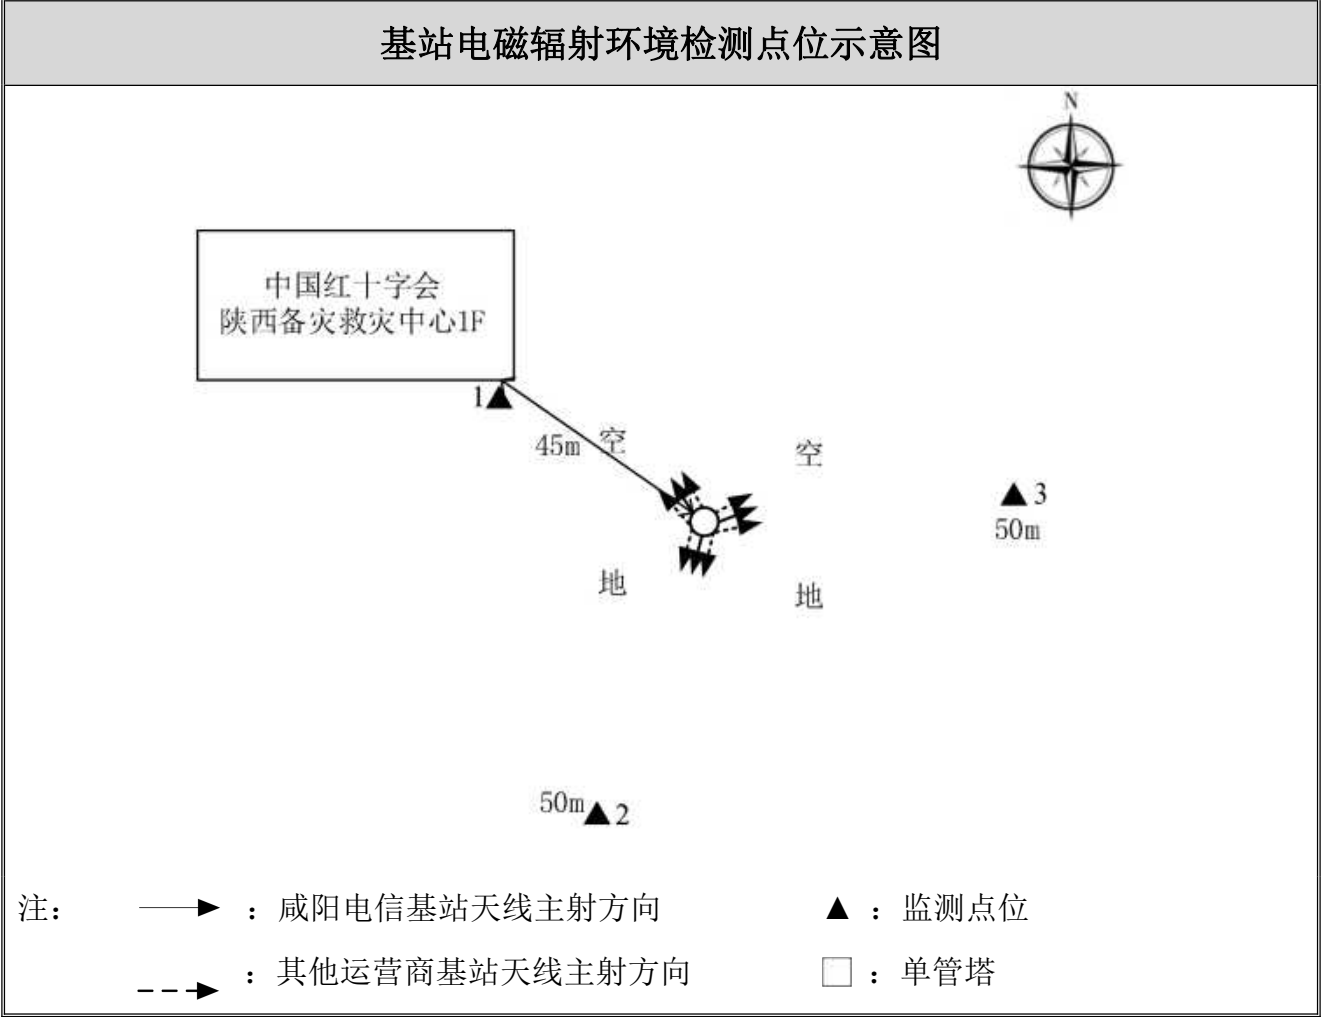 基站电磁辐射环境检测点位示意图
N
中国红十字会
陕西备灾救灾中心1F
1
45m
空
空
3
50m
地
地
50m
2
注： ：咸阳电信基站天线主射方向 ：监测点位
：其他运营商基站天线主射方向 ：单管塔